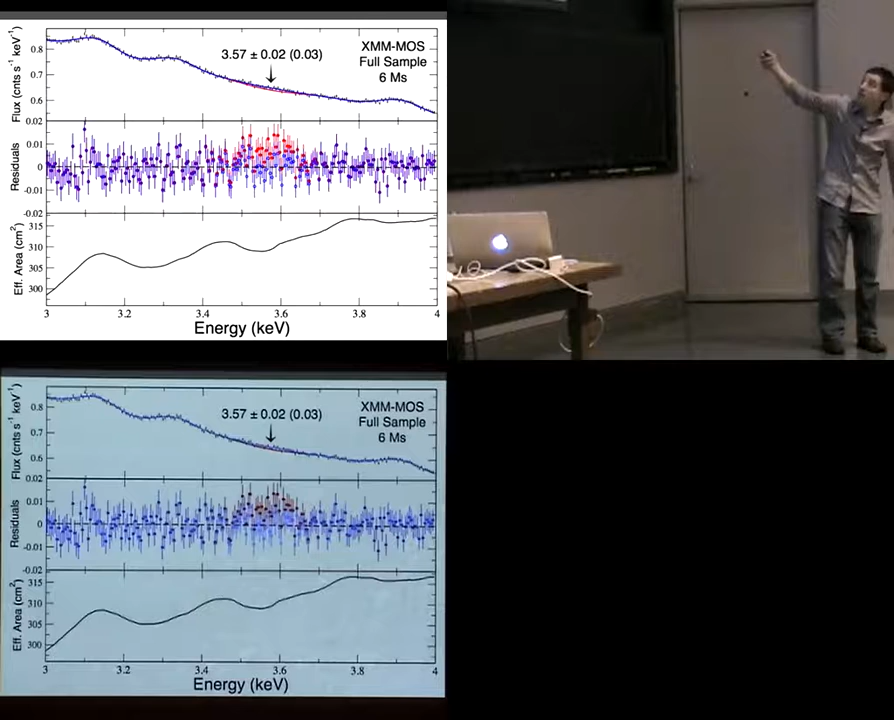 Flux (cnts s⁻¹ keV⁻¹)
0.8
0.7
0.6
3.57 ± 0.02 (0.03)
XMM-MOS
Full Sample
6 Ms
Residuals
0.02
0.01
0
-0.01
-0.02
Eff. Area (cm²)
315
310
305
300
3 3.2 3.4 3.6 3.8 4
Energy (keV)
Flux (cnts s⁻¹ keV⁻¹)
0.8
0.7
0.6
3.57 ± 0.02 (0.03)
XMM-MOS
Full Sample
6 Ms
Residuals
0.02
0.01
0
-0.01
-0.02
Eff. Area (cm²)
315
310
305
300
3 3.2 3.4 3.6 3.8 4
Energy (keV)